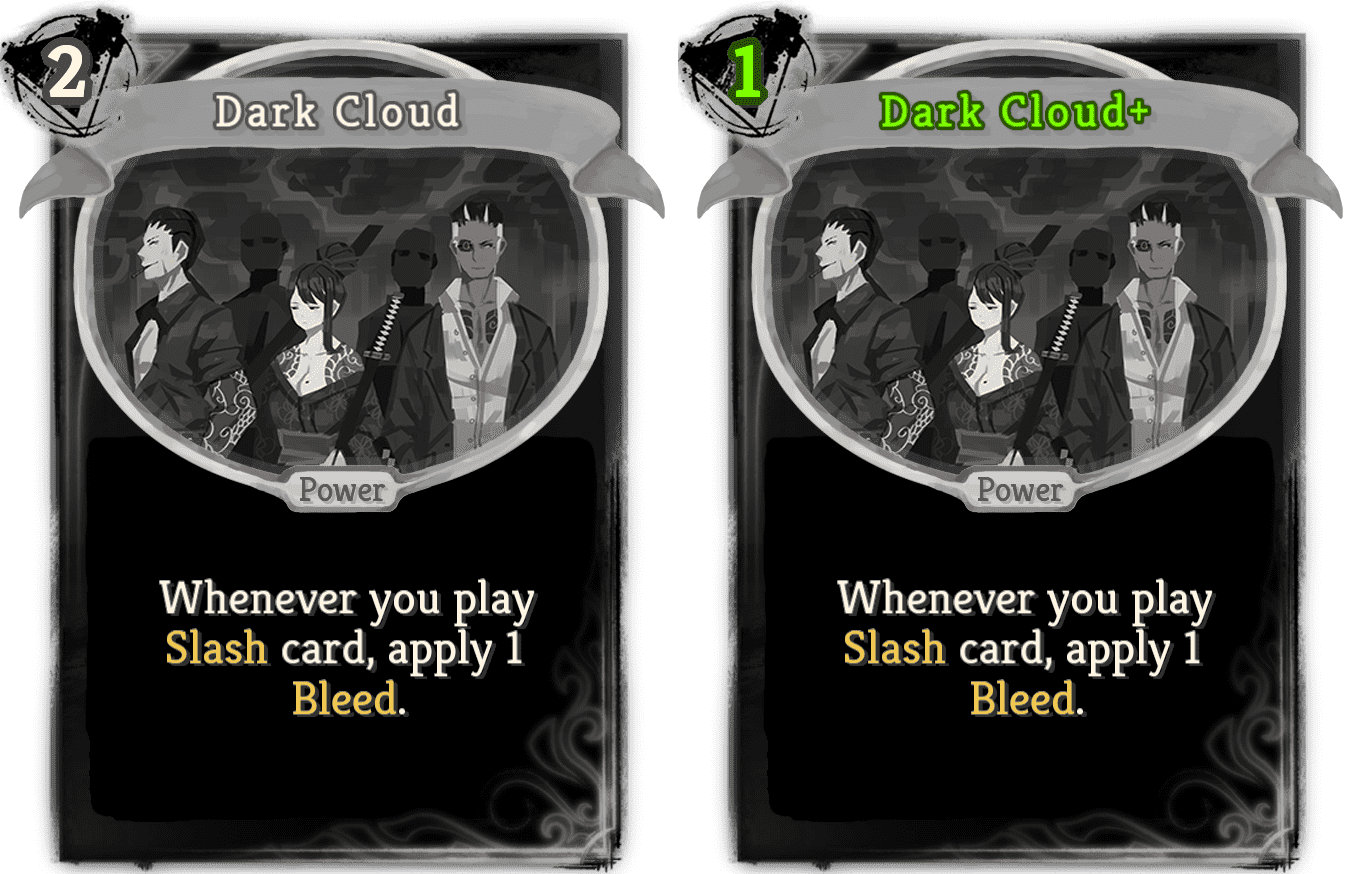 2
Dark Cloud
Power
Whenever you play
Slash card, apply 1
Bleed.
1
Dark Cloud+
Power
Whenever you play
Slash card, apply 1
Bleed.